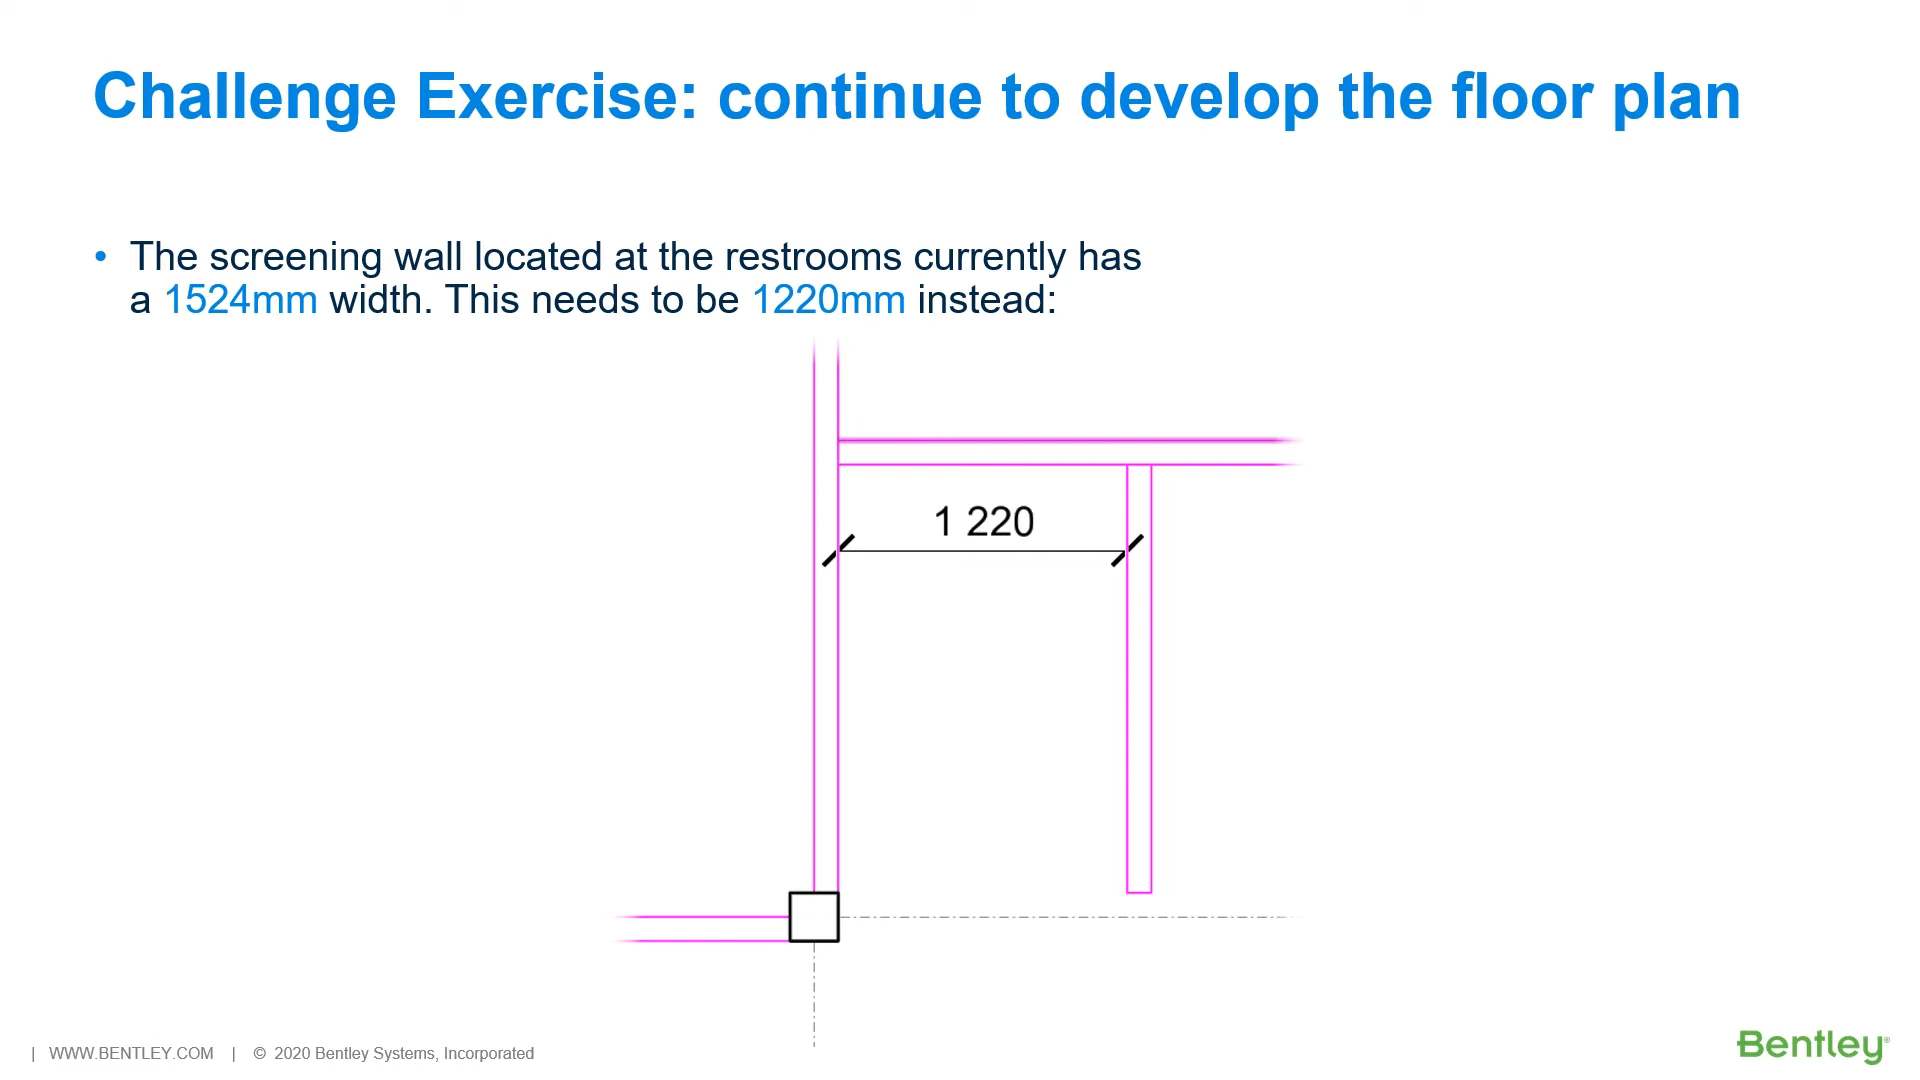 Challenge Exercise: continue to develop the floor plan
• The screening wall located at the restrooms currently has
a 1524mm width. This needs to be 1220mm instead:
1 220
| WWW.BENTLEY.COM | © 2020 Bentley Systems, Incorporated
Bentley®